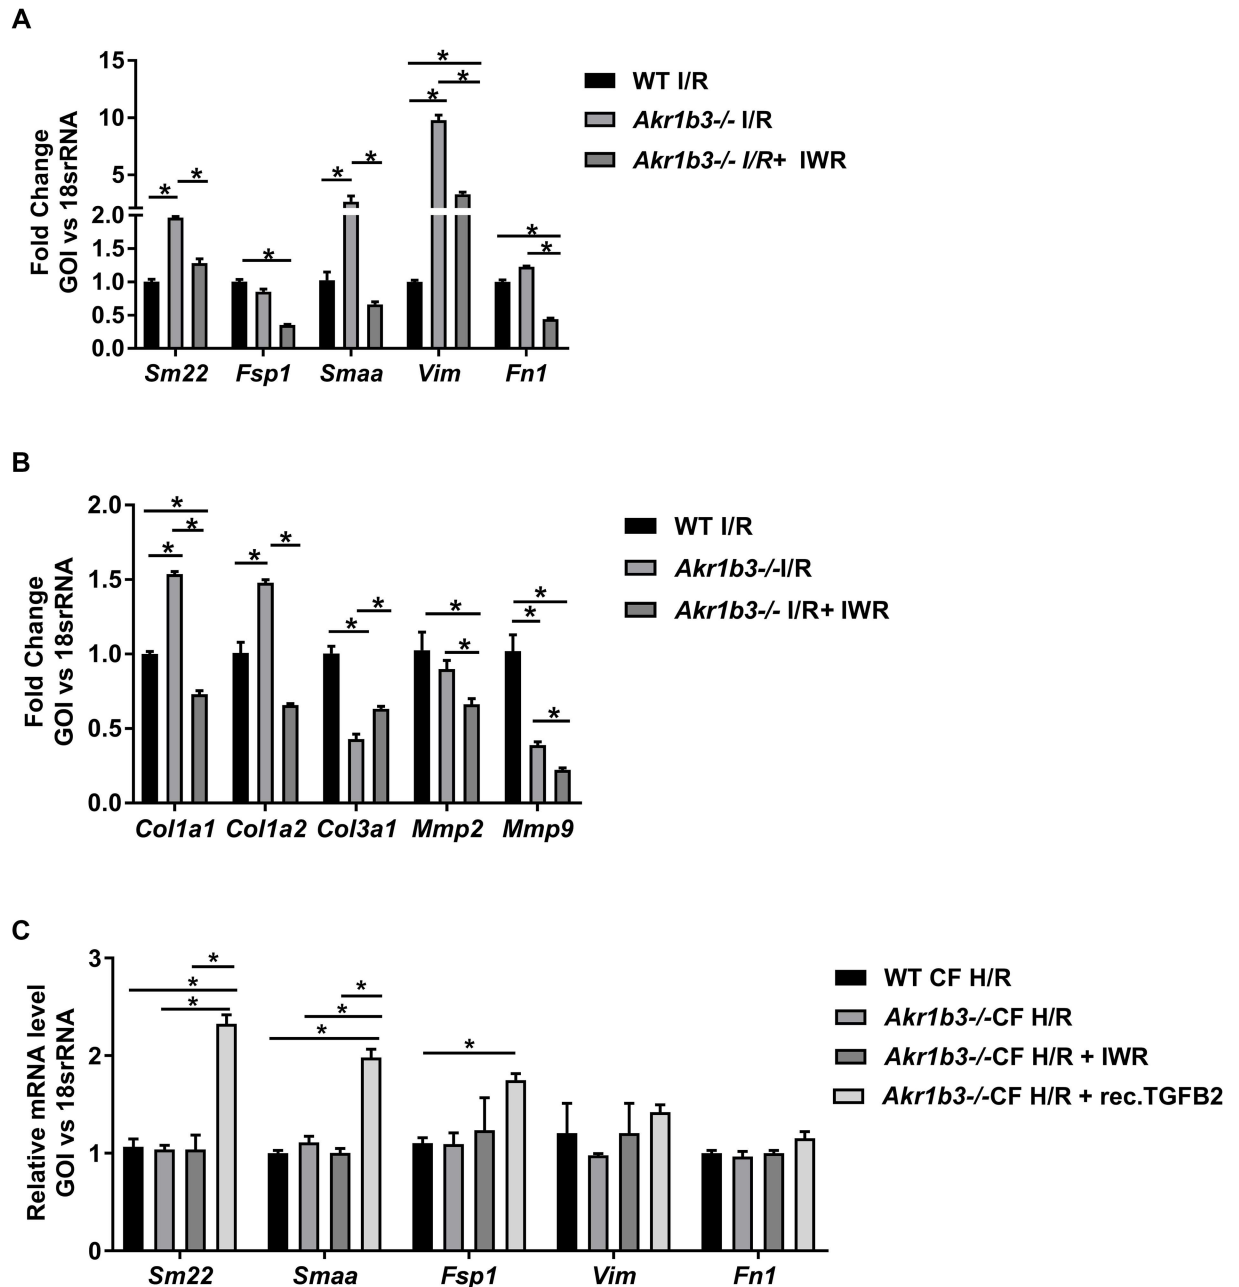 A
Fold Change
GOI vs 18srRNA
15
10
5
2.0
1.5
1.0
0.5
0.0
* * * * * * * * * *
Sm22 Fsp1 Smaa Vim Fn1
WT I/R
Akr1b3-/- I/R
Akr1b3-/- I/R+ IWR
B
Fold Change
GOI vs 18srRNA
2.0
1.5
1.0
0.5
0.0
* * * * * * * * * * * *
Col1a1 Col1a2 Col3a1 Mmp2 Mmp9
WT I/R
Akr1b3-/-I/R
Akr1b3-/- I/R+ IWR
C
Relative mRNA level
GOI vs 18srRNA
3
2
1
0
* * * * * * *
Sm22 Smaa Fsp1 Vim Fn1
WT CF H/R
Akr1b3-/-CF H/R
Akr1b3-/-CF H/R + IWR
Akr1b3-/-CF H/R + rec.TGFB2